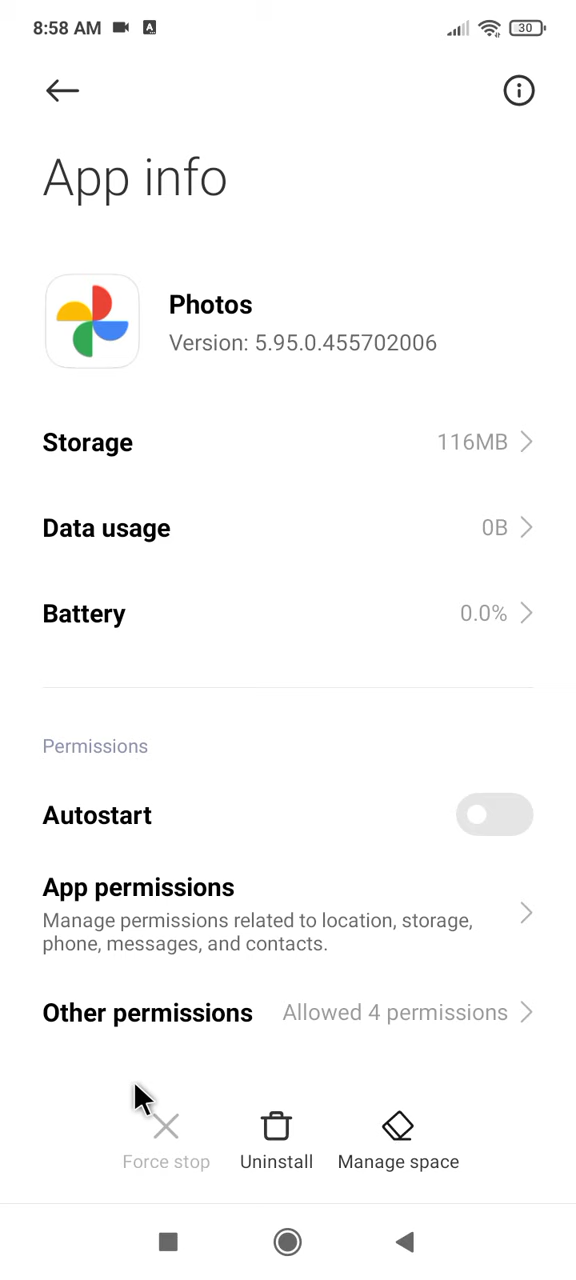 8:58 AM A 30
App info
Photos
Version: 5.95.0.455702006
Storage 116MB
Data usage 0B
Battery 0.0%
Permissions
Autostart
App permissions
Manage permissions related to location, storage,
phone, messages, and contacts.
Other permissions Allowed 4 permissions
Force stop Uninstall Manage space